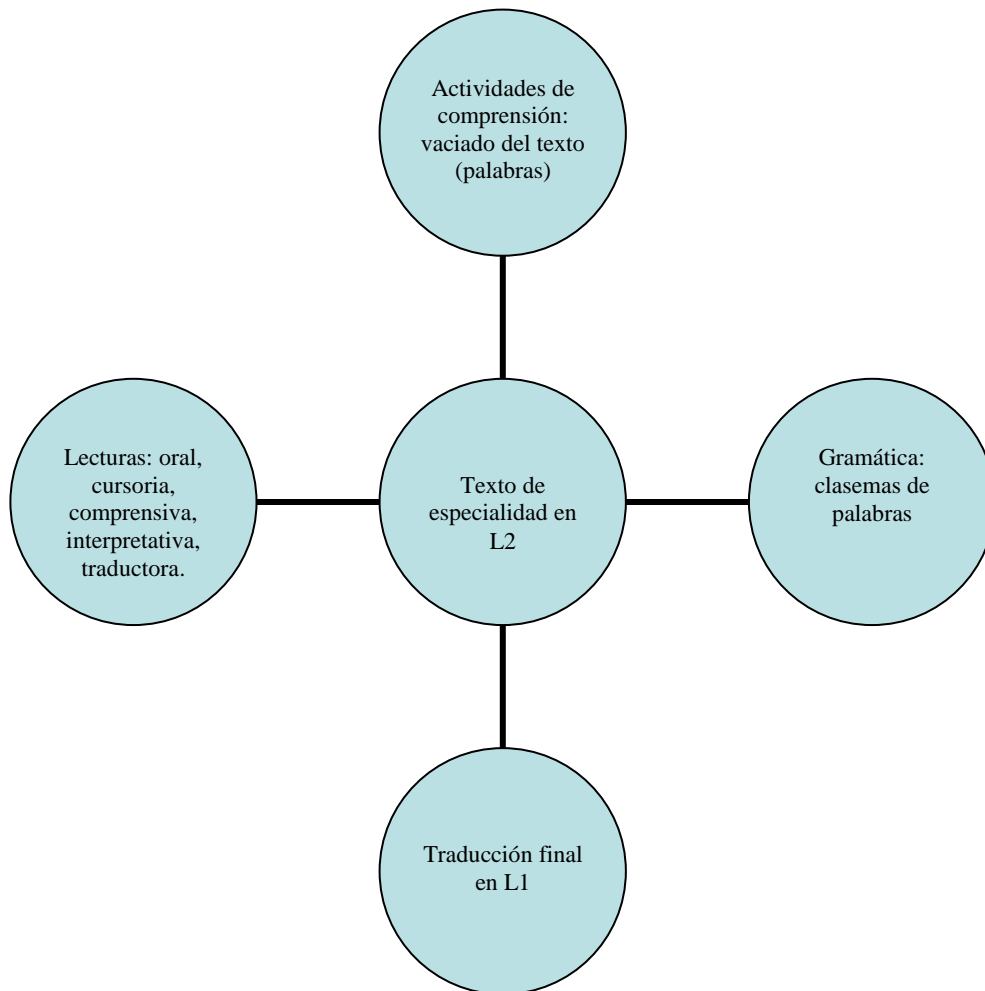 Actividades de
comprensión:
vaciado del texto
(palabras)
Lecturas: oral,
cursoria,
comprensiva,
interpretativa,
traductora.
Texto de
especialidad en
L2
Gramática:
clasemas de
palabras
Traducción final
en L1